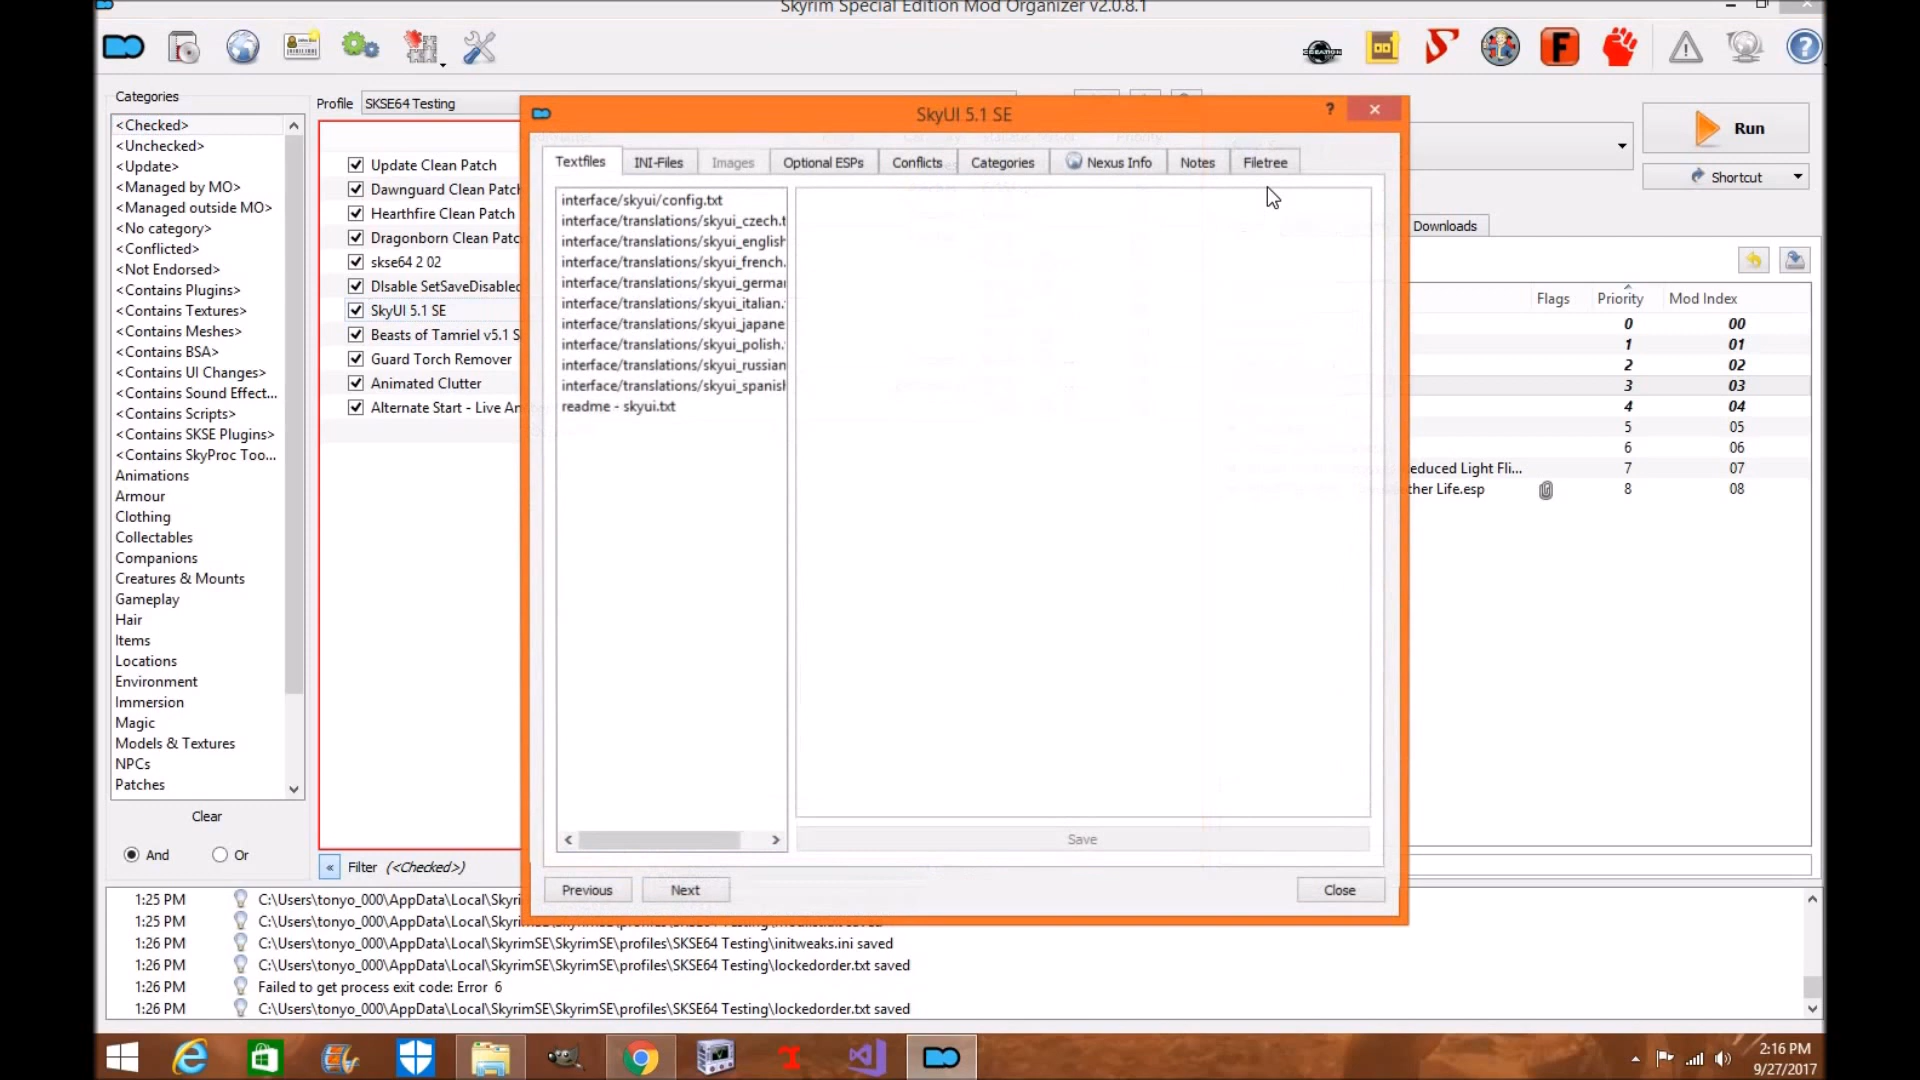 Skyrim Special Edition Mod Organizer v2.0.8.1
Categories
<Checked>
<Unchecked>
<Update>
<Managed by MO>
<Managed outside MO>
<No category>
<Conflicted>
<Not Endorsed>
<Contains Plugins>
<Contains Textures>
<Contains Meshes>
<Contains BSA>
<Contains UI Changes>
<Contains Sound Effect...
<Contains Scripts>
<Contains SKSE Plugins>
<Contains SkyProc Too...
Animations
Armour
Clothing
Collectables
Companions
Creatures & Mounts
Gameplay
Hair
Items
Locations
Environment
Immersion
Magic
Models & Textures
NPCs
Patches
Clear
And
Or
Profile
SKSE64 Testing
Update Clean Patch
Dawnguard Clean Patch
Hearthfire Clean Patch
Dragonborn Clean Patc
skse64 2 02
DIsable SetSaveDisabled
SkyUI 5.1 SE
Beasts of Tamriel v5.1 S
Guard Torch Remover
Animated Clutter
Alternate Start - Live An
« Filter (<Checked>)
SkyUI 5.1 SE
?
Textfiles
INI-Files
Images
Optional ESPs
Conflicts
Categories
Nexus Info
Notes
Filetree
interface/skyui/config.txt
interface/translations/skyui_czech.t
interface/translations/skyui_english
interface/translations/skyui_french.
interface/translations/skyui_germa
interface/translations/skyui_italian.
interface/translations/skyui_japane
interface/translations/skyui_polish.
interface/translations/skyui_russian
interface/translations/skyui_spanish
readme - skyui.txt
Save
Previous
Next
Close
Run
Shortcut
Downloads
Flags
Priority
Mod Index
0 00
1 01
2 02
3 03
4 04
5 05
6 06
educed Light Fli... 7 07
ther Life.esp 8 08
1:25 PM C:\Users\tonyo_000\AppData\Local\Skyri
1:25 PM C:\Users\tonyo_000\AppData\Local\SkyrimSE\SkyrimSE\profiles\SKSE64 Testing\ saved
1:26 PM C:\Users\tonyo_000\AppData\Local\SkyrimSE\SkyrimSE\profiles\SKSE64 Testing\initweaks.ini saved
1:26 PM C:\Users\tonyo_000\AppData\Local\SkyrimSE\SkyrimSE\profiles\SKSE64 Testing\lockedorder.txt saved
1:26 PM Failed to get process exit code: Error 6
1:26 PM C:\Users\tonyo_000\AppData\Local\SkyrimSE\SkyrimSE\profiles\SKSE64 Testing\lockedorder.txt saved
2:16 PM
9/27/2017